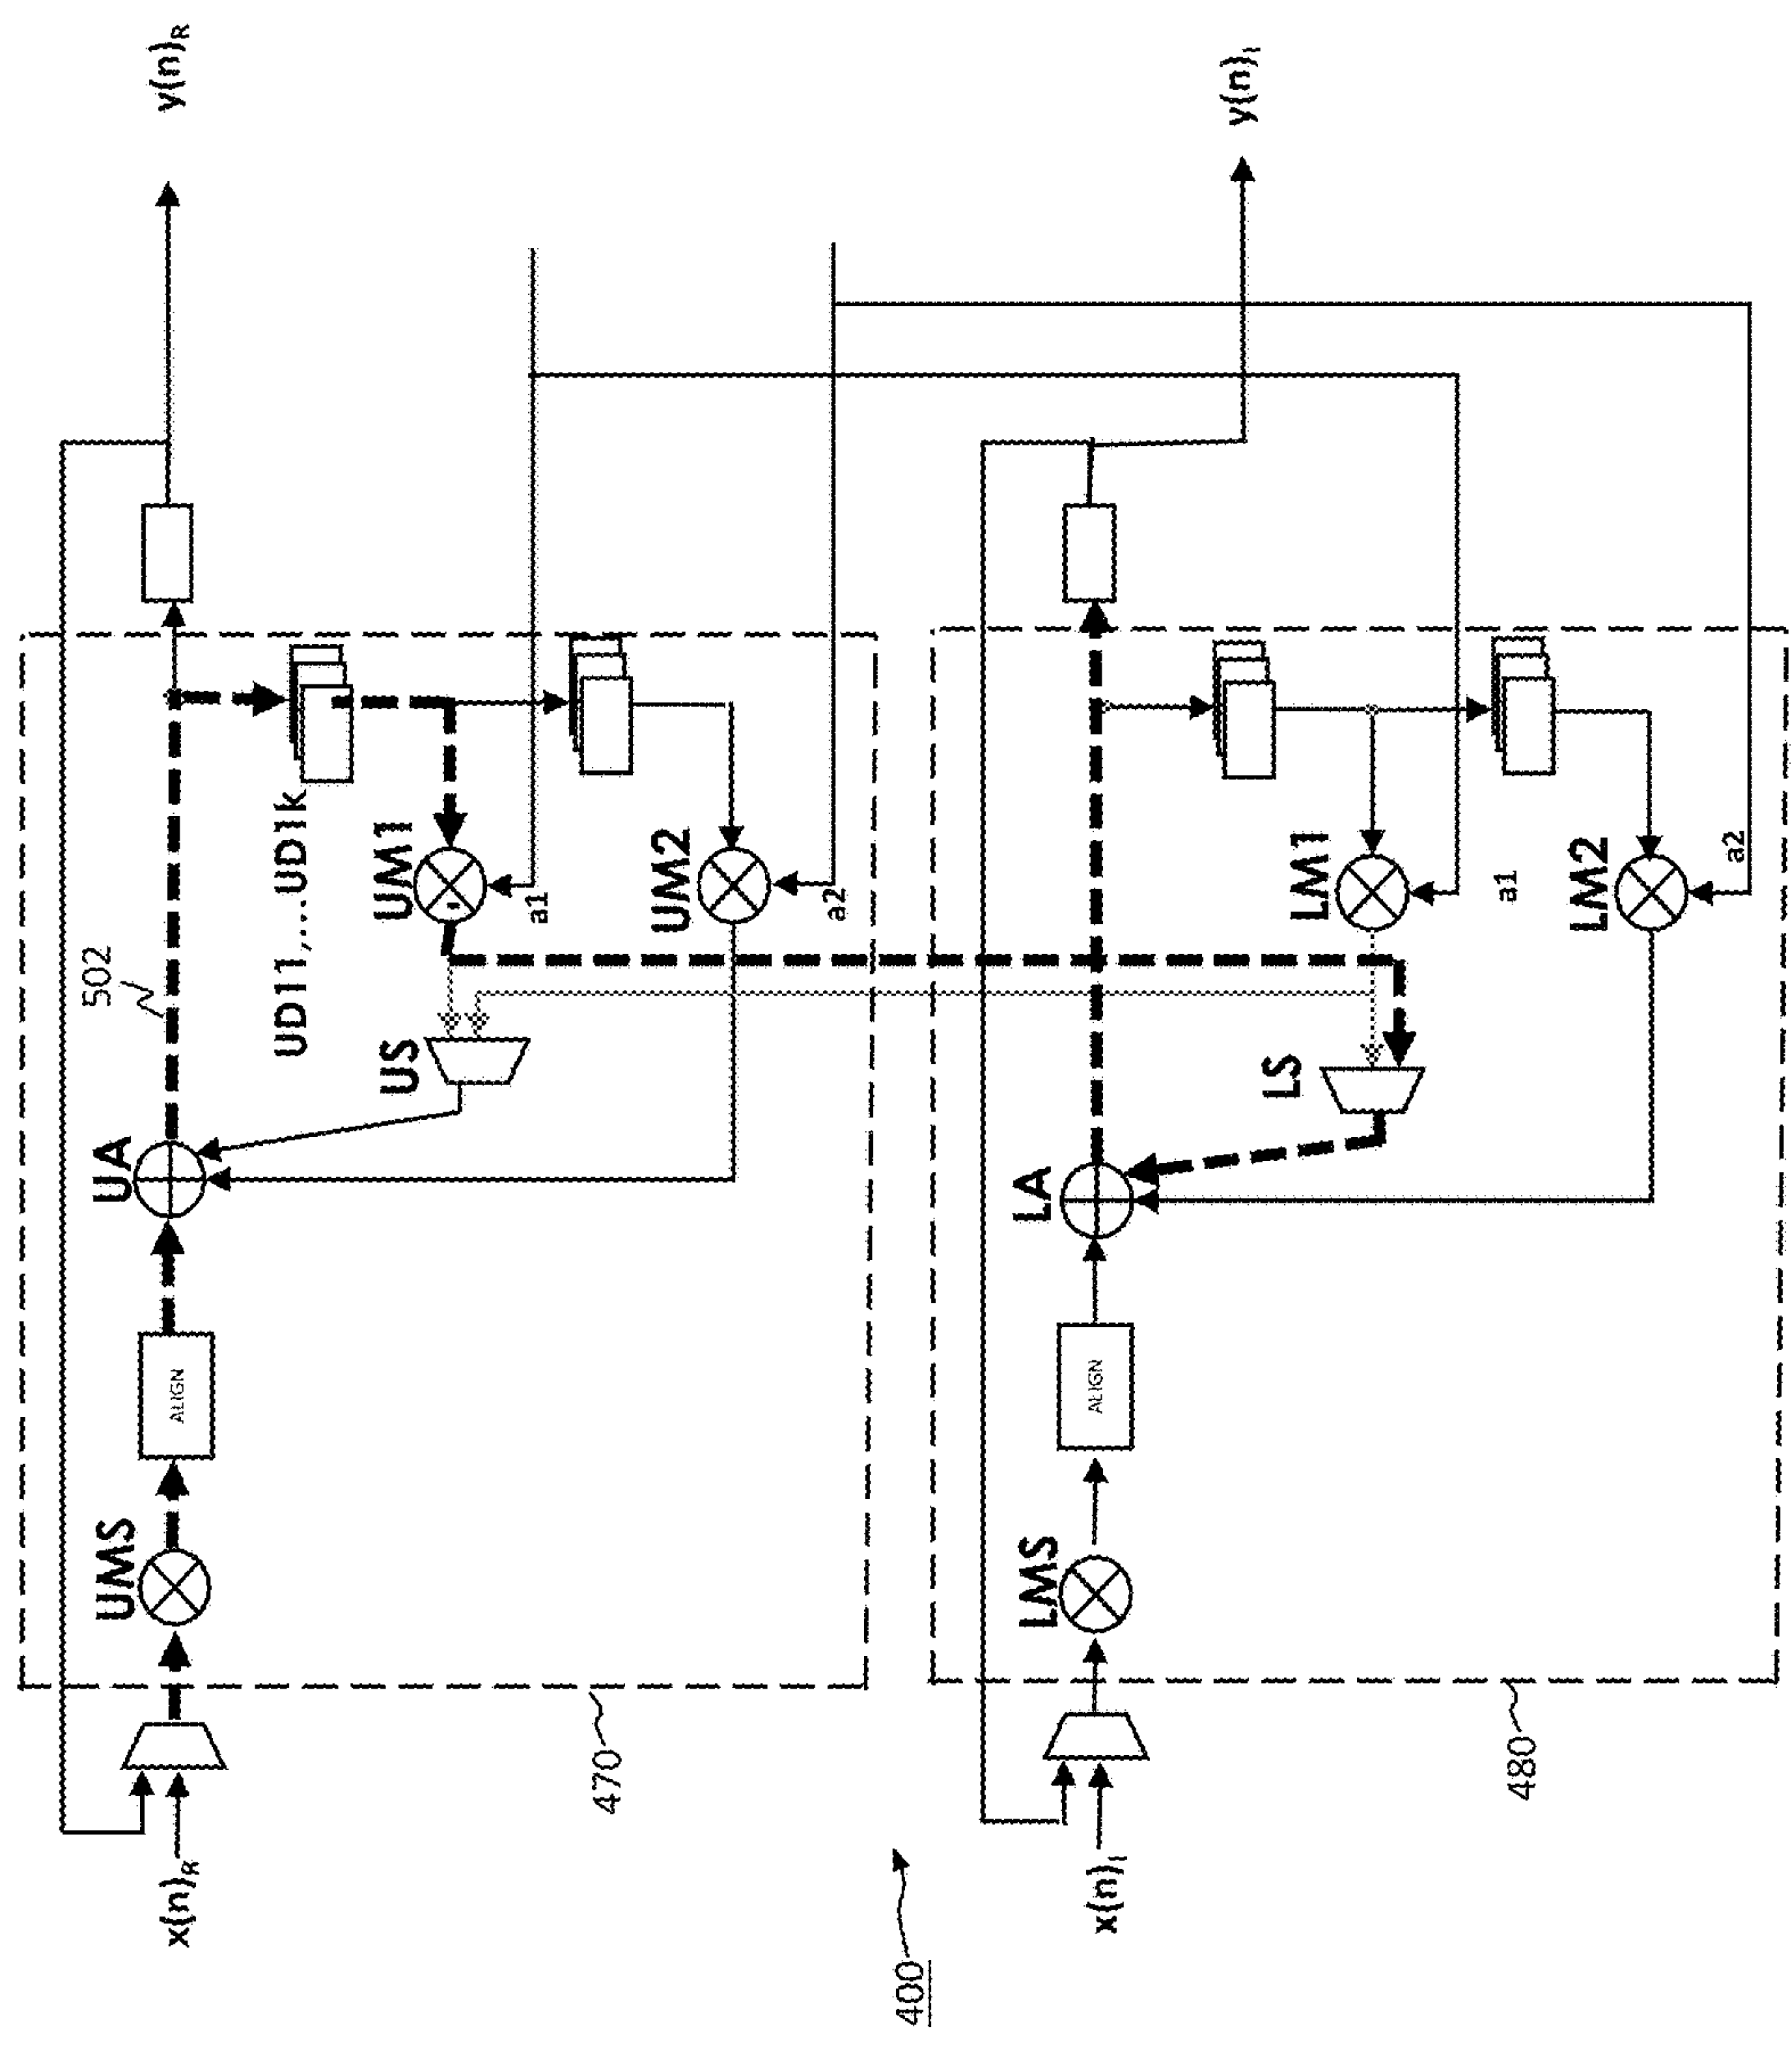 x(n)R
UMS
ALIGN
UA
502
y(n)R
UD11,...UD1k
US
UM1
a1
UM2
a2
470
400
x(n)I
LMS
ALIGN
LA
y(n)I
LS
LM1
a1
LM2
a2
480